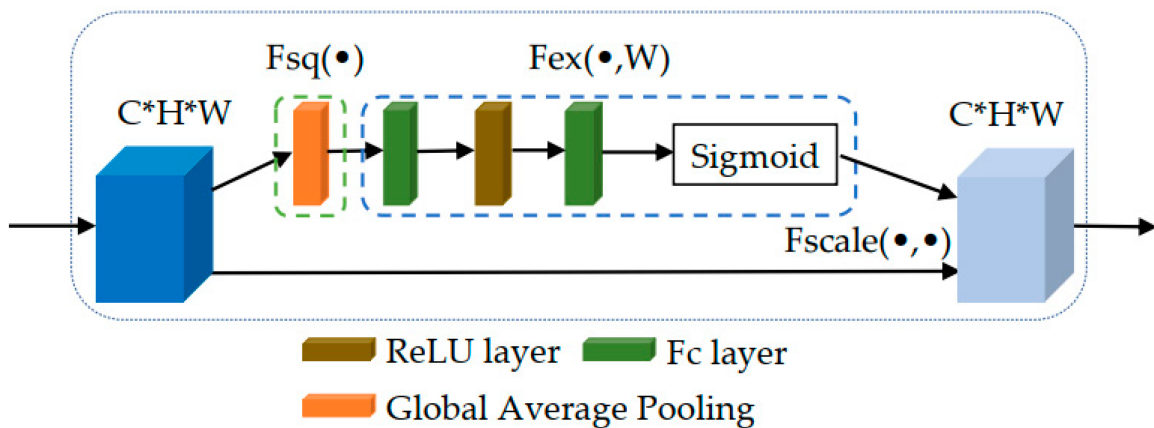 Fsq(•)
Fex(•,W)
C*H*W
C*H*W
Sigmoid
Fscale(•,•)
ReLU layer
Fc layer
Global Average Pooling